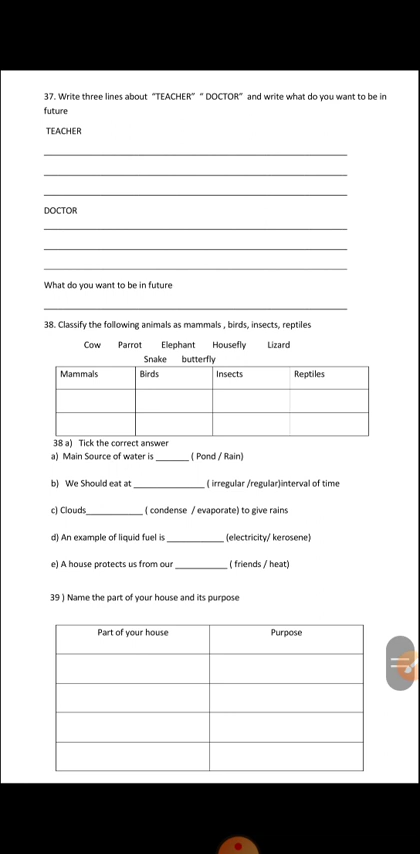 37. Write three lines about "TEACHER" " DOCTOR" and write what do you want to be in
future
TEACHER
DOCTOR
What do you want to be in future
38. Classify the following animals as mammals , birds, insects, reptiles
Cow Parrot Elephant Housefly Lizard
Snake butterfly
Mammals Birds Insects Reptiles
38 a) Tick the correct answer
a) Main Source of water is _______ ( Pond / Rain)
b) We Should eat at _______________ ( irregular /regular)interval of time
c) Clouds____________ ( condense / evaporate) to give rains
d) An example of liquid fuel is ____________ (electricity/ kerosene)
e) A house protects us from our ___________ ( friends / heat)
39 ) Name the part of your house and its purpose
Part of your house Purpose